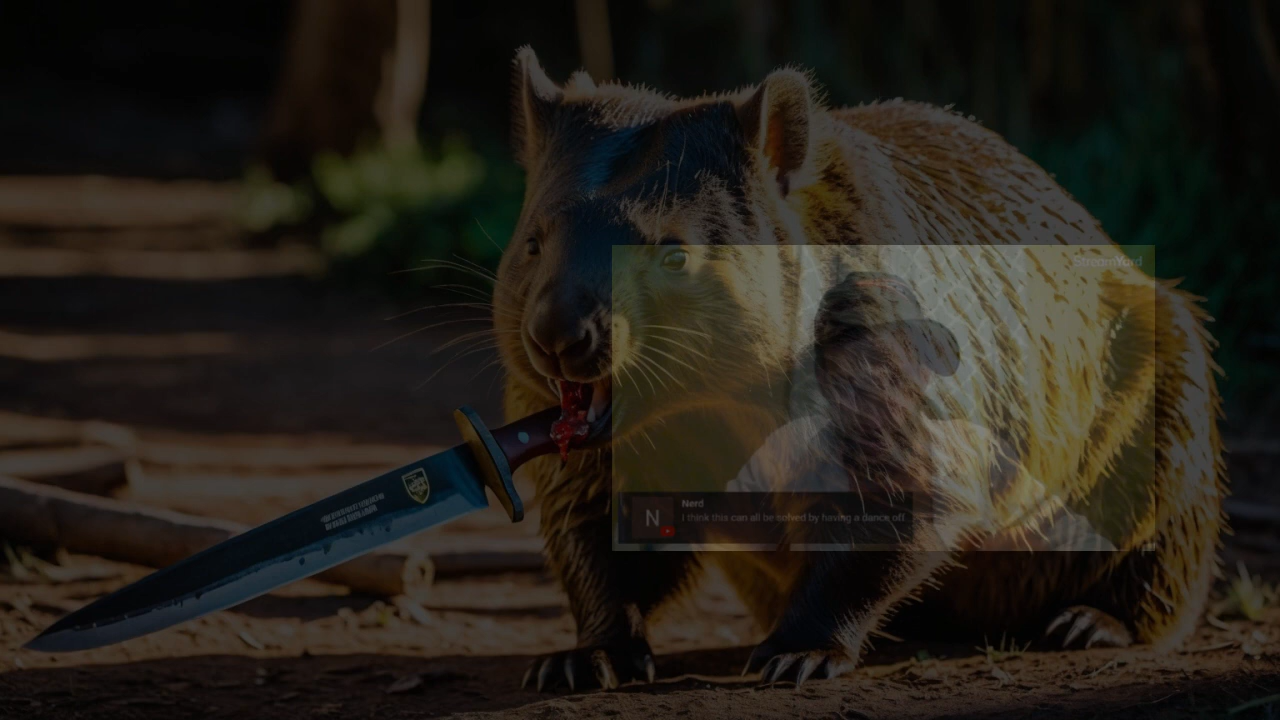 StreamYard
N
Nerd
i think this can all be solved by having a dance off